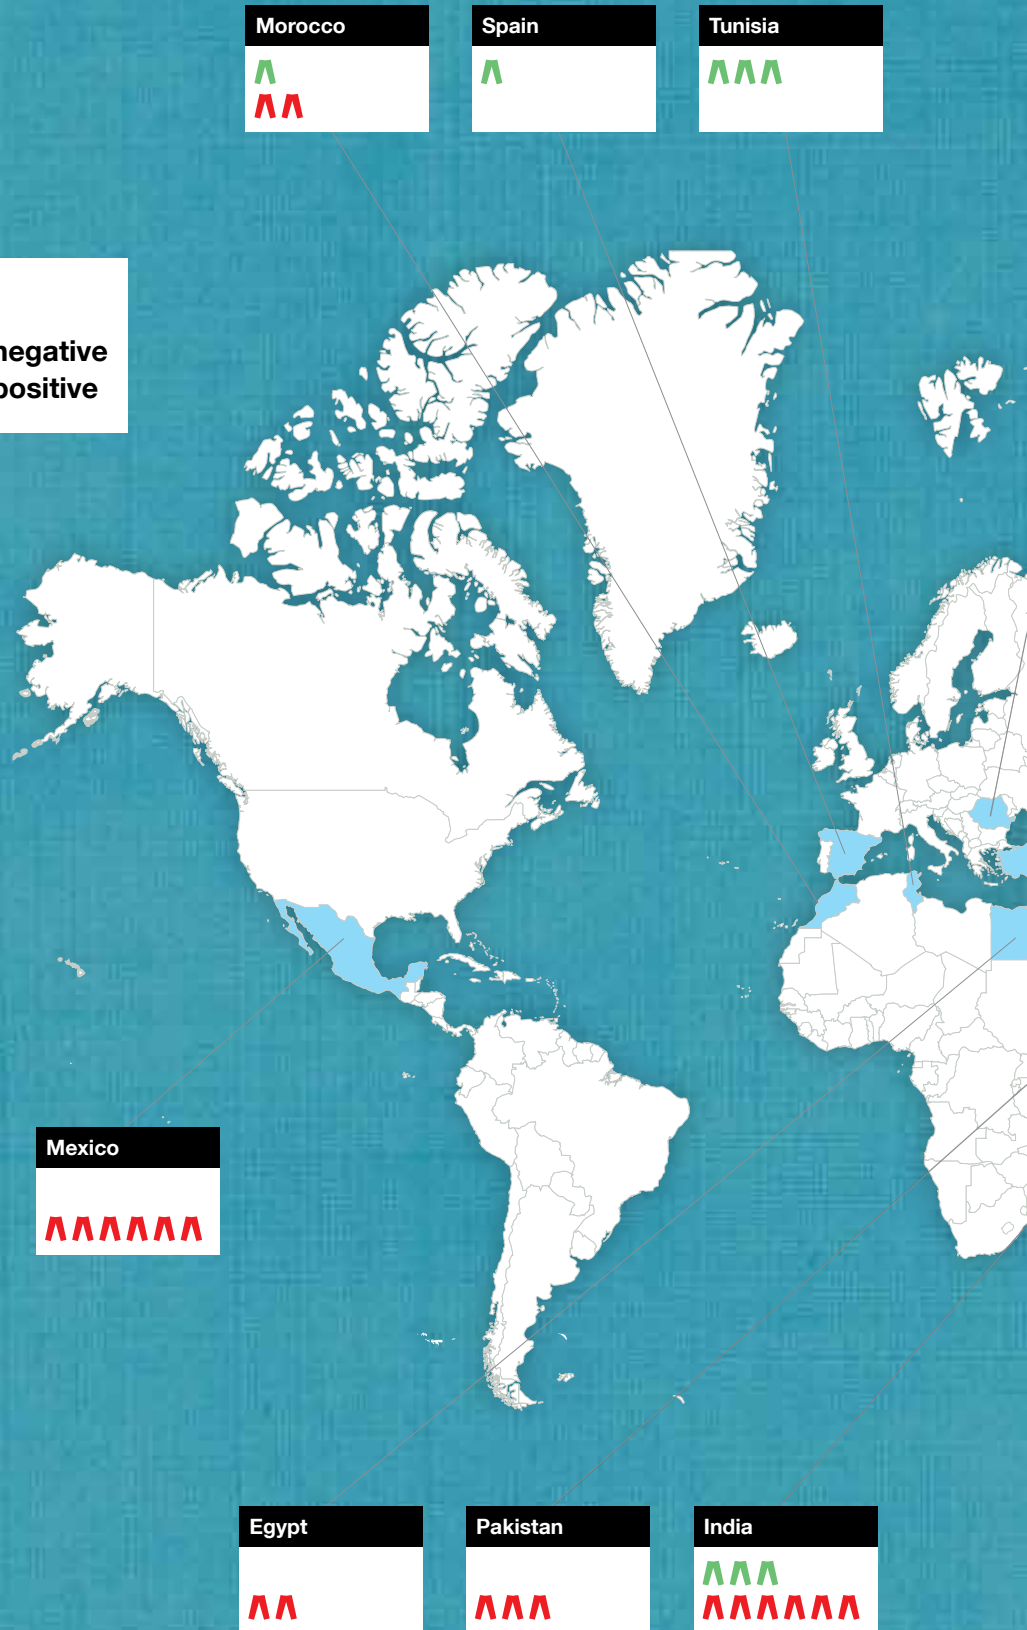 Morocco
Spain
Tunisia
negative
positive
Mexico
Egypt
Pakistan
India